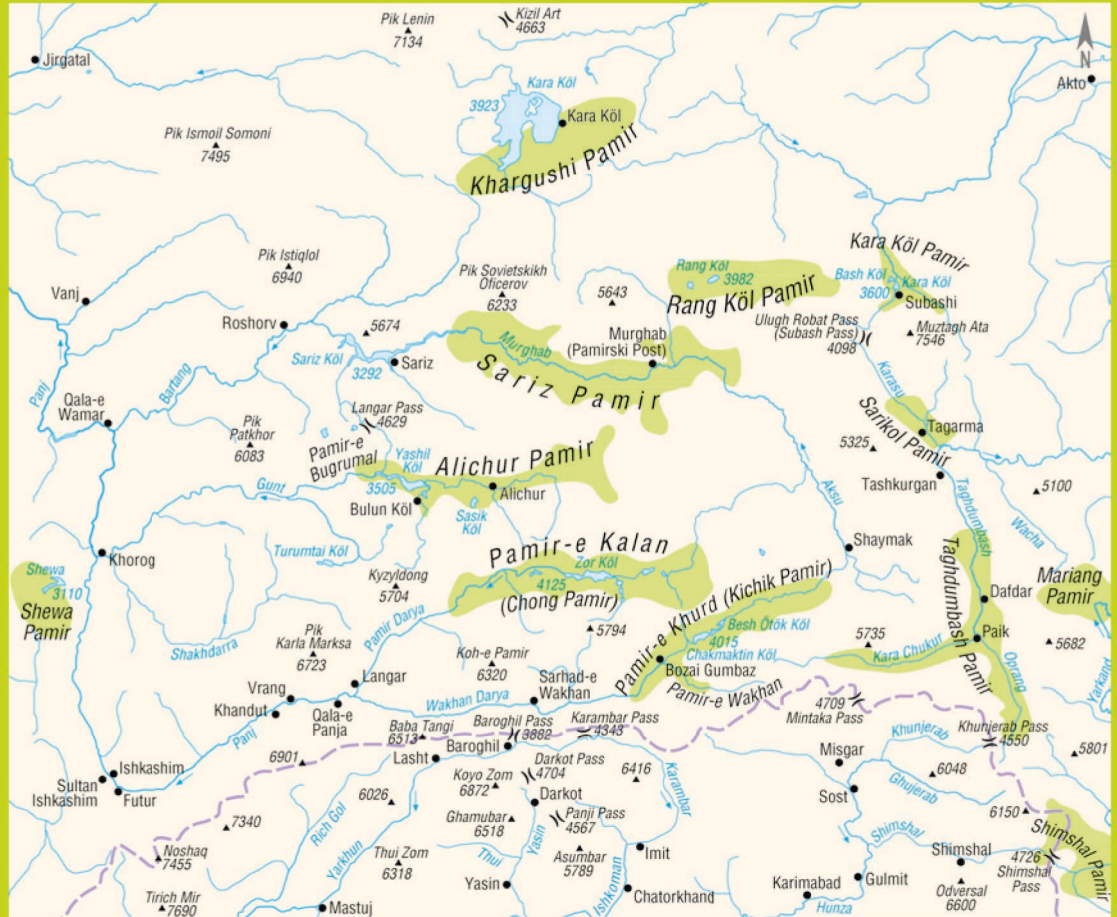 Pik Lenin
7134
Kizil Art
4663
N
Jirgatal
Akto
Kara Köl
3923
Kara Köl
Khargushi Pamir
Pik Ismoil Somoni
7495
Pik Istiqlol
6940
Pik Sovietskikh
Oficerov
6233
5643
Rang Köl
3982
Rang Köl Pamir
Kara Köl Pamir
Bash Köl
Kara Köl
3600
Subashi
Ulugh Robat Pass
(Subash Pass)
4098
Muztagh Ata
7546
Vanj
Roshorv
5674
Sariz Köl
3292
Sariz
Murghab
Murghab
(Pamirski Post)
Sariz Pamir
Panj
Bartang
Qala-e
Wamar
Langar Pass
4629
Pik
Patkhor
6083
Pamir-e
Bugrumal
Yashil
Köl
3505
Alichur Pamir
Alichur
Bulun Köl
Sasik
Köl
Karasu
Sarikol Pamir
Tagarma
5325
Tashkurgan
5100
Aksu
Taghdumbash
Wacha
Gunt
Turumtai Köl
Khorog
Shewa
3110
Shewa
Pamir
Kyzyldong
5704
Pamir-e Kalan
Zor Köl
4125
(Chong Pamir)
Shaymak
Mariang
Pamir
Dafdar
Taghdumbash Pamir
Paik
5682
Pamir-e Khurd (Kichik Pamir)
Besh Ötök Köl
4015
Chakmaktin Köl
5735
Kara Chukur
Oprang
Yarkand
Shakhdarra
Pik
Karla Marksa
6723
Pamir Darya
5794
Koh-e Pamir
6320
Bozai Gumbaz
Pamir-e Wakhan
Langar
Vrang
Khandut
Qala-e
Panja
Wakhan Darya
Sarhad-e
Wakhan
4709
Mintaka Pass
Panj
Baba Tangi
6513
Baroghil Pass
3882
Karambar Pass
4343
Khunjerab
Khunjerab Pass
4550
5801
Baroghil
Lasht
6901
Misgar
Ishkashim
Sultan
Ishkashim
Futur
Koyo Zom
6872
Darkot Pass
4704
6416
Karambar
6048
Ghujerab
Sost
Darkot
Rich Gol
6026
Ghamubar
6518
Panji Pass
4567
6150
7340
Yarkhun
Shimshal
Shimshal
Shimshal Pamir
4726
Shimshal
Pass
Noshaq
7455
Thui Zom
6318
Thui
Yasin
Asumbar
5789
Imit
Tirich Mir
7690
Mastuj
Yasin
Ishkoman
Chatorkhand
Karimabad
Gulmit
Hunza
Odversal
6600